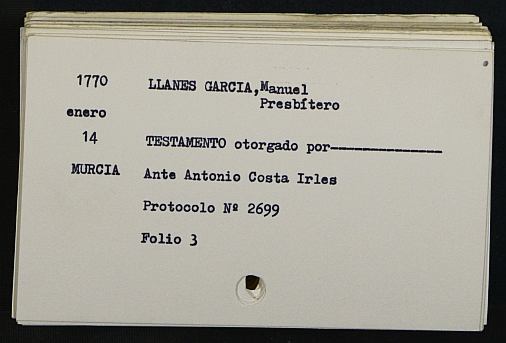 1770 LLANES GARCIA, Manuel
Presbítero
enero
14 TESTAMENTO otorgado por--------------
MURCIA Ante Antonio Costa Irles
Protocolo Nº 2699
Folio 3